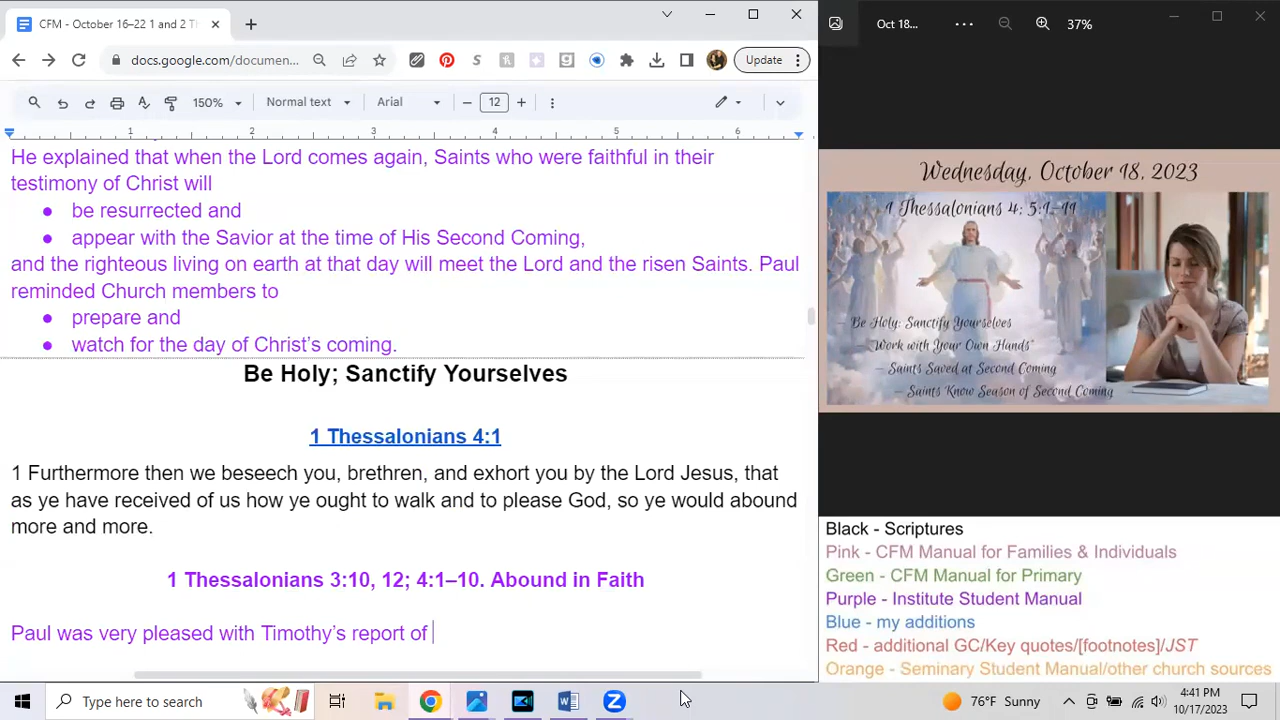 CFM - October 16–22 1 and 2 Th
Oct 18...
37%
docs.google.com/documen...
Update
150%
Normal text
Arial
12
1 2 3 4 5 6
He explained that when the Lord comes again, Saints who were faithful in their
testimony of Christ will
● be resurrected and
● appear with the Savior at the time of His Second Coming,
and the righteous living on earth at that day will meet the Lord and the risen Saints. Paul
reminded Church members to
● prepare and
● watch for the day of Christ's coming.
Be Holy; Sanctify Yourselves
1 Thessalonians 4:1
1 Furthermore then we beseech you, brethren, and exhort you by the Lord Jesus, that
as ye have received of us how ye ought to walk and to please God, so ye would abound
more and more.
1 Thessalonians 3:10, 12; 4:1–10. Abound in Faith
Paul was very pleased with Timothy's report of
Wednesday, October 18, 2023
1 Thessalonians 4; 5:1-11
– Be Holy; Sanctify Yourselves
– "Work with Your Own Hands"
– Saints Saved at Second Coming
– Saints Know Season of Second Coming
Black - Scriptures
Pink - CFM Manual for Families & Individuals
Green - CFM Manual for Primary
Purple - Institute Student Manual
Blue - my additions
Red - additional GC/Key quotes/[footnotes]/JST
Orange - Seminary Student Manual/other church sources
Type here to search
76°F Sunny
4:41 PM
10/17/2023